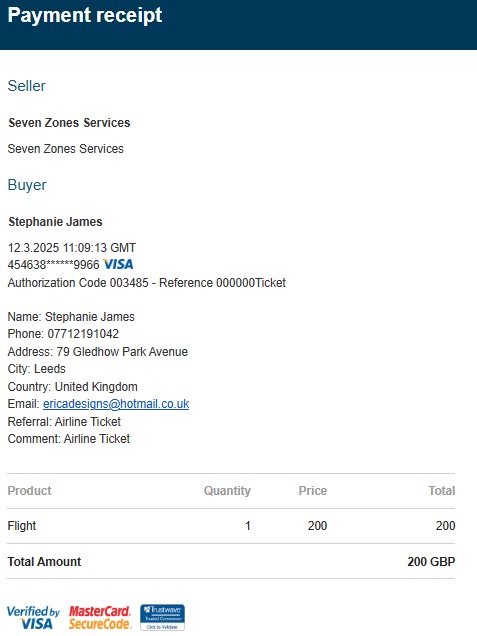 Payment receipt
Seller
Seven Zones Services
Seven Zones Services
Buyer
Stephanie James
12.3.2025 11:09:13 GMT
454638******9966 VISA
Authorization Code 003485 - Reference 000000Ticket
Name: Stephanie James
Phone: 07712191042
Address: 79 Gledhow Park Avenue
City: Leeds
Country: United Kingdom
Email: ericadesigns@hotmail.co.uk
Referral: Airline Ticket
Comment: Airline Ticket
Product Quantity Price Total
Flight 1 200 200
Total Amount 200 GBP
Verified by VISA
MasterCard. SecureCode.
Trustwave Trusted Commerce Click to Validate